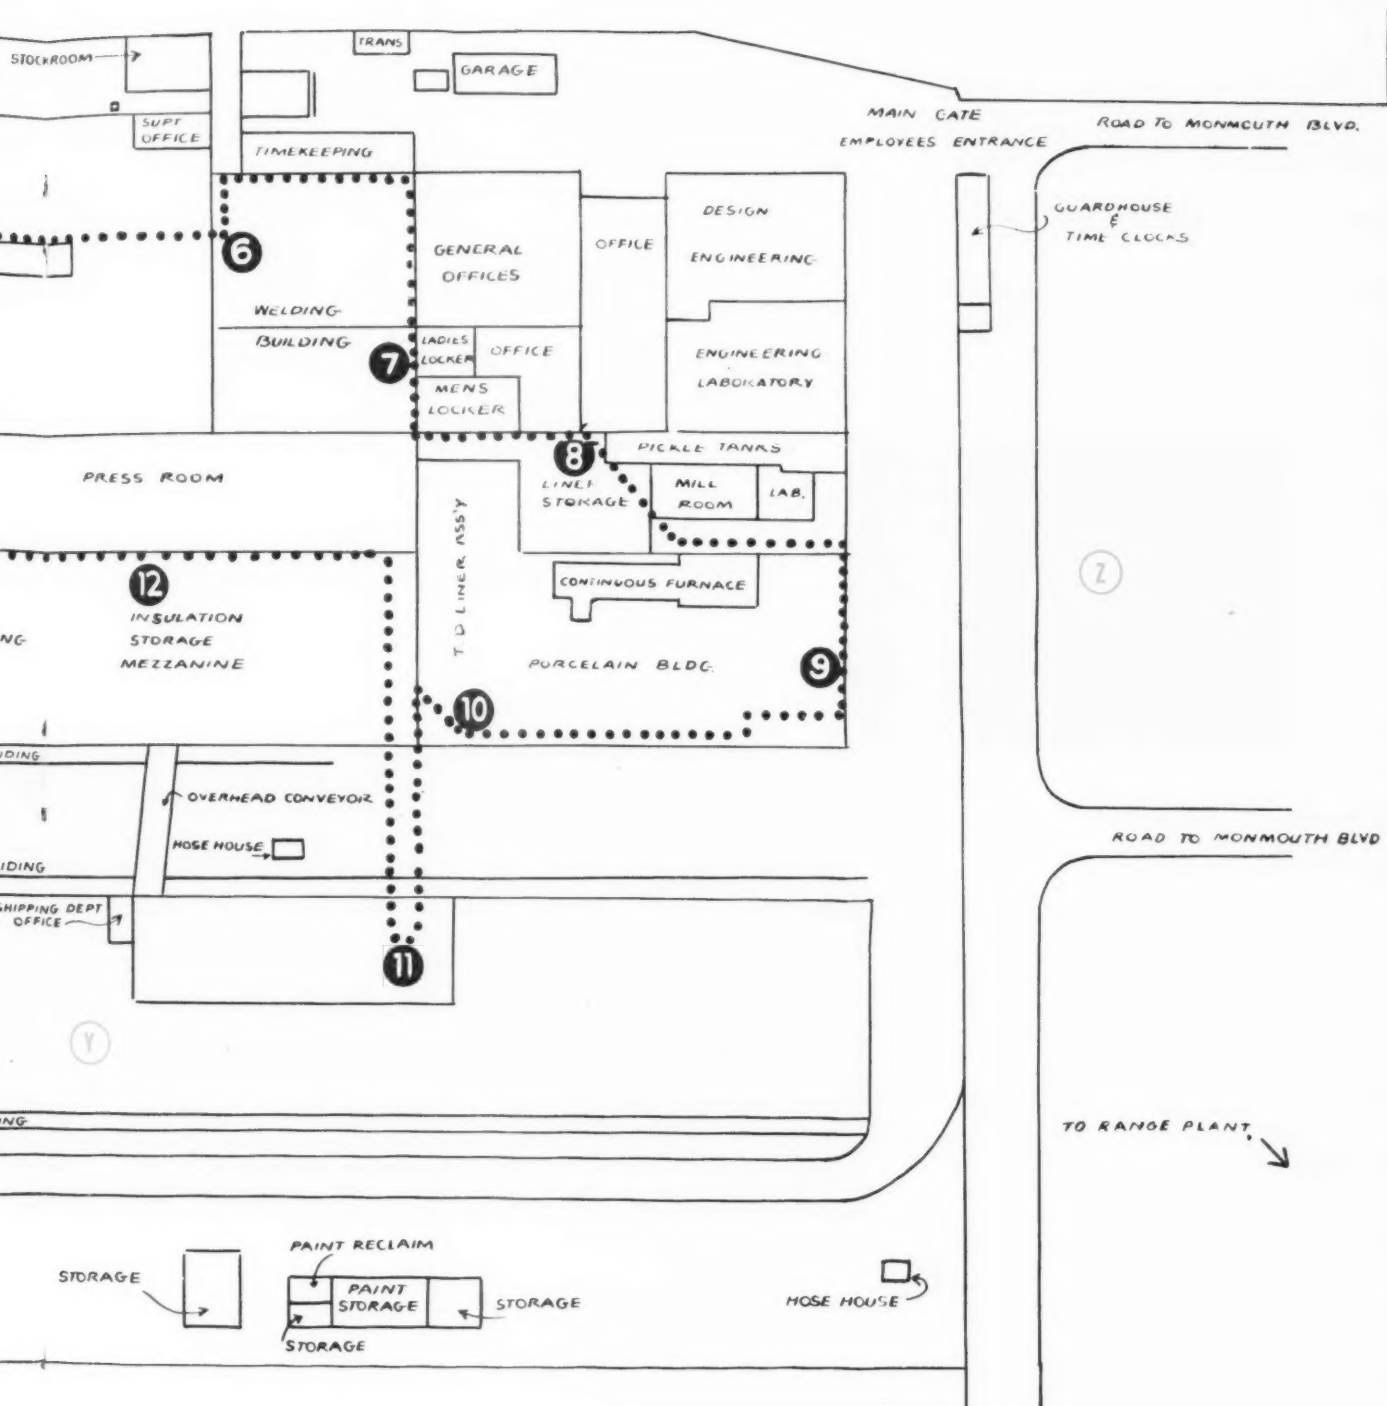 STOCKROOM
TRANS
GARAGE
SUPT
OFFICE
TIMEKEEPING
MAIN GATE
EMPLOYEES ENTRANCE
ROAD TO MONMOUTH BLVD.
GUARDHOUSE
&
TIME CLOCKS
6
WELDING
BUILDING
GENERAL
OFFICES
OFFICE
DESIGN
ENGINEERING
7
LADIES
LOCKER
OFFICE
MENS
LOCKER
ENGINEERING
LABORATORY
PRESS ROOM
8
LINER
STORAGE
PICKLE TANKS
MILL
ROOM
LAB.
T. D LINER ASS'Y
CONTINUOUS FURNACE
PORCELAIN BLDG.
9
10
Z
12
INSULATION
STORAGE
MEZZANINE
NG
IDING
OVERHEAD CONVEYOR
HOSE HOUSE
IDING
SHIPPING DEPT
OFFICE
11
ROAD TO MONMOUTH BLVD
Y
ING
TO RANGE PLANT.
STORAGE
PAINT RECLAIM
PAINT
STORAGE
STORAGE
STORAGE
HOSE HOUSE